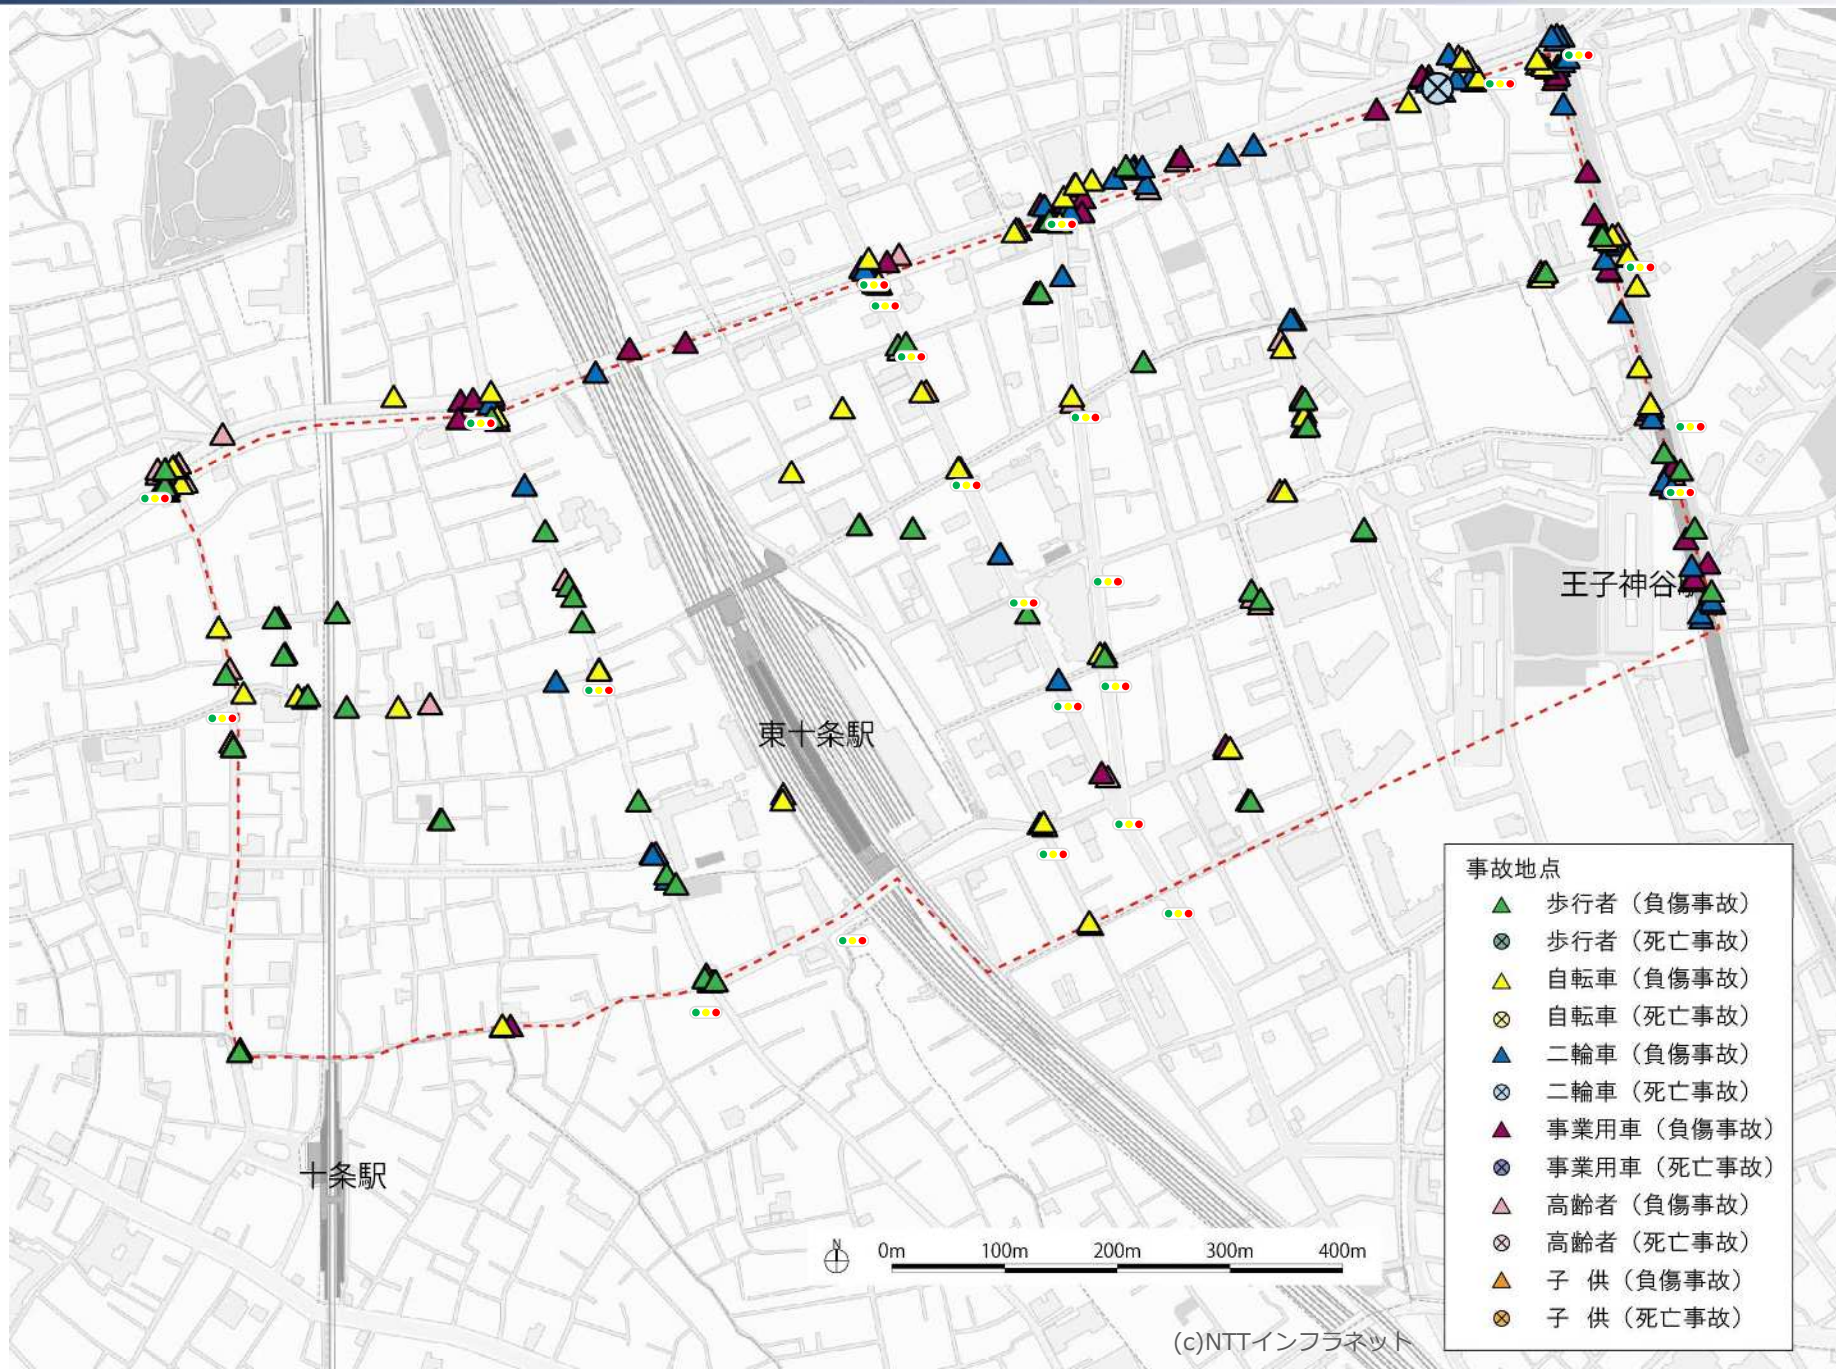 王子神谷駅
東十条駅
十条駅
N
0m 100m 200m 300m 400m
(c)NTTインフラネット
事故地点
歩行者（負傷事故）
歩行者（死亡事故）
自転車（負傷事故）
自転車（死亡事故）
二輪車（負傷事故）
二輪車（死亡事故）
事業用車（負傷事故）
事業用車（死亡事故）
高齢者（負傷事故）
高齢者（死亡事故）
子 供（負傷事故）
子 供（死亡事故）